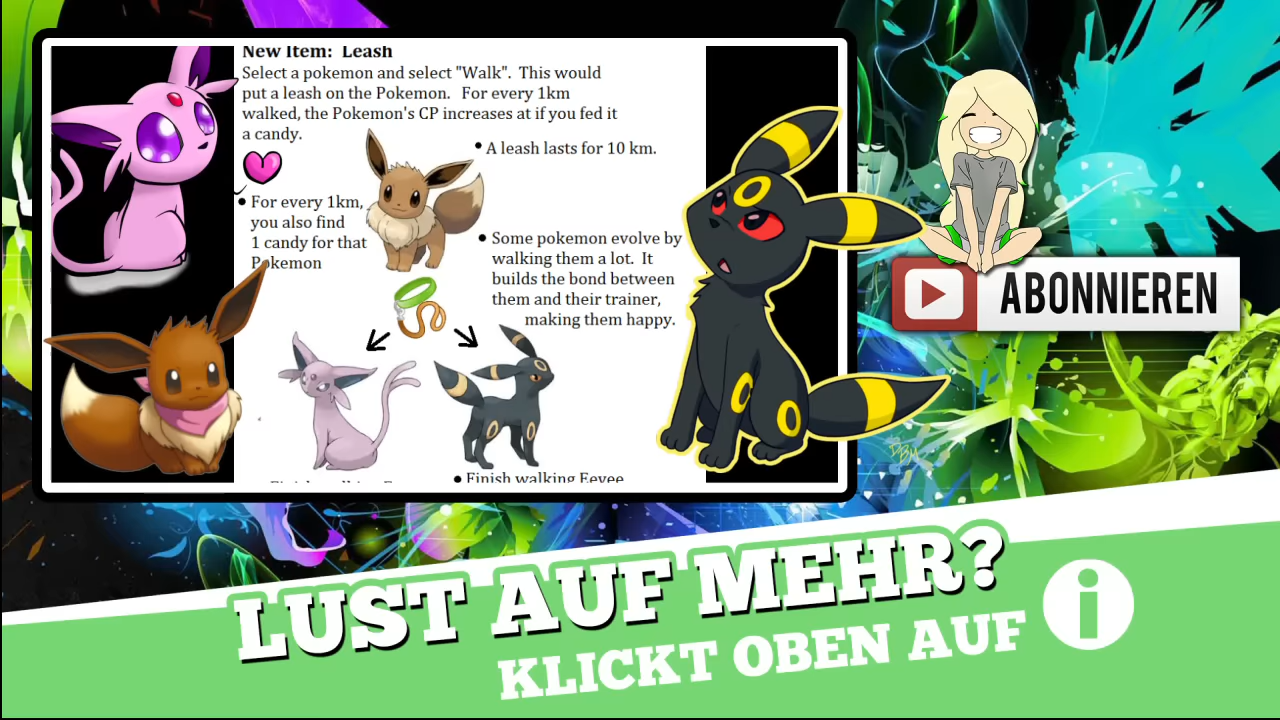 New Item: Leash
Select a pokemon and select "Walk". This would
put a leash on the Pokemon. For every 1km
walked, the Pokemon's CP increases at if you fed it
a candy.
• A leash lasts for 10 km.
• For every 1km,
you also find
1 candy for that
Pokemon
• Some pokemon evolve by
walking them a lot. It
builds the bond between
them and their trainer,
making them happy.
• Finish walking Eevee
ABONNIEREN
DBM
LUST AUF MEHR?
KLICKT OBEN AUF i